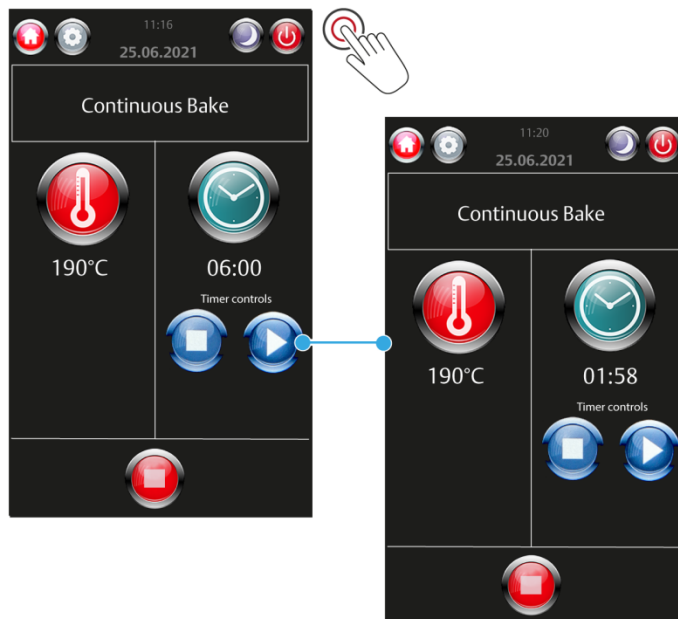 11:16
25.06.2021
Continuous Bake
190°C
06:00
Timer controls
11:20
25.06.2021
Continuous Bake
190°C
01:58
Timer controls